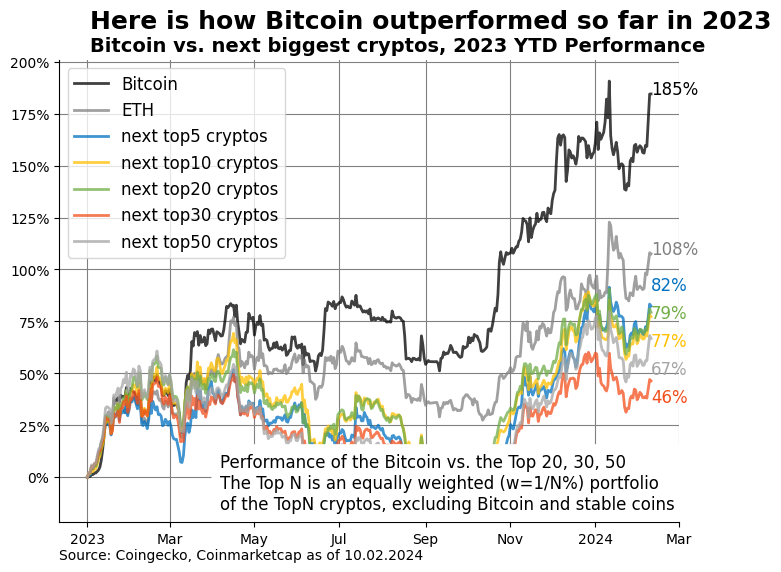 Here is how Bitcoin outperformed so far in 2023
Bitcoin vs. next biggest cryptos, 2023 YTD Performance
200%
175%
150%
125%
100%
75%
50%
25%
0%
Bitcoin
ETH
next top5 cryptos
next top10 cryptos
next top20 cryptos
next top30 cryptos
next top50 cryptos
185%
108%
82%
79%
77%
67%
46%
Performance of the Bitcoin vs. the Top 20, 30, 50
The Top N is an equally weighted (w=1/N%) portfolio
of the TopN cryptos, excluding Bitcoin and stable coins
2023 Mar May Jul Sep Nov 2024 Mar
Source: Coingecko, Coinmarketcap as of 10.02.2024